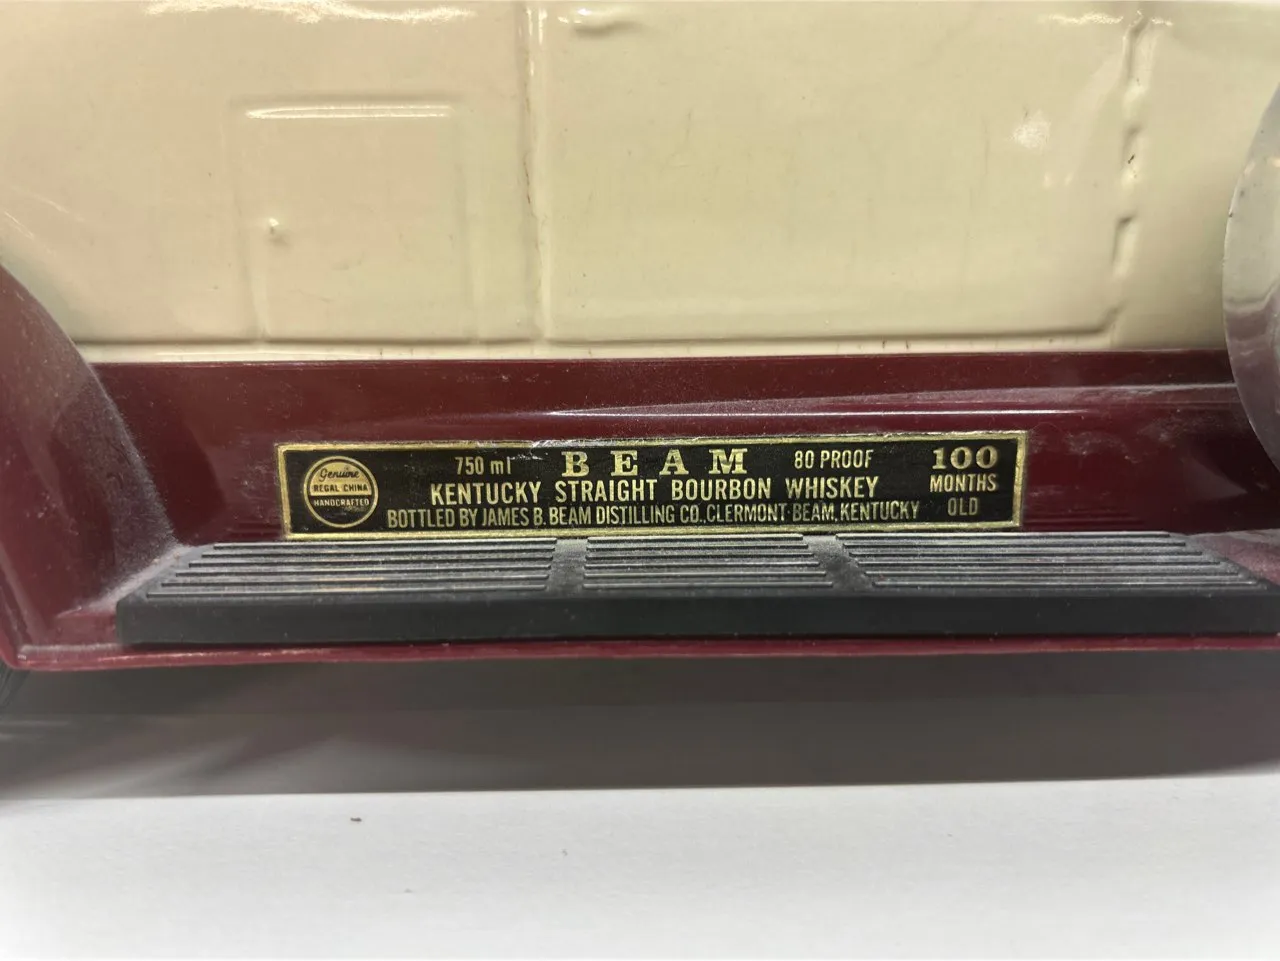 Genuine
REGAL CHINA
HANDCRAFTED
750 ml BEAM 80 PROOF
KENTUCKY STRAIGHT BOURBON WHISKEY
BOTTLED BY JAMES B. BEAM DISTILLING CO., CLERMONT-BEAM, KENTUCKY
100
MONTHS
OLD